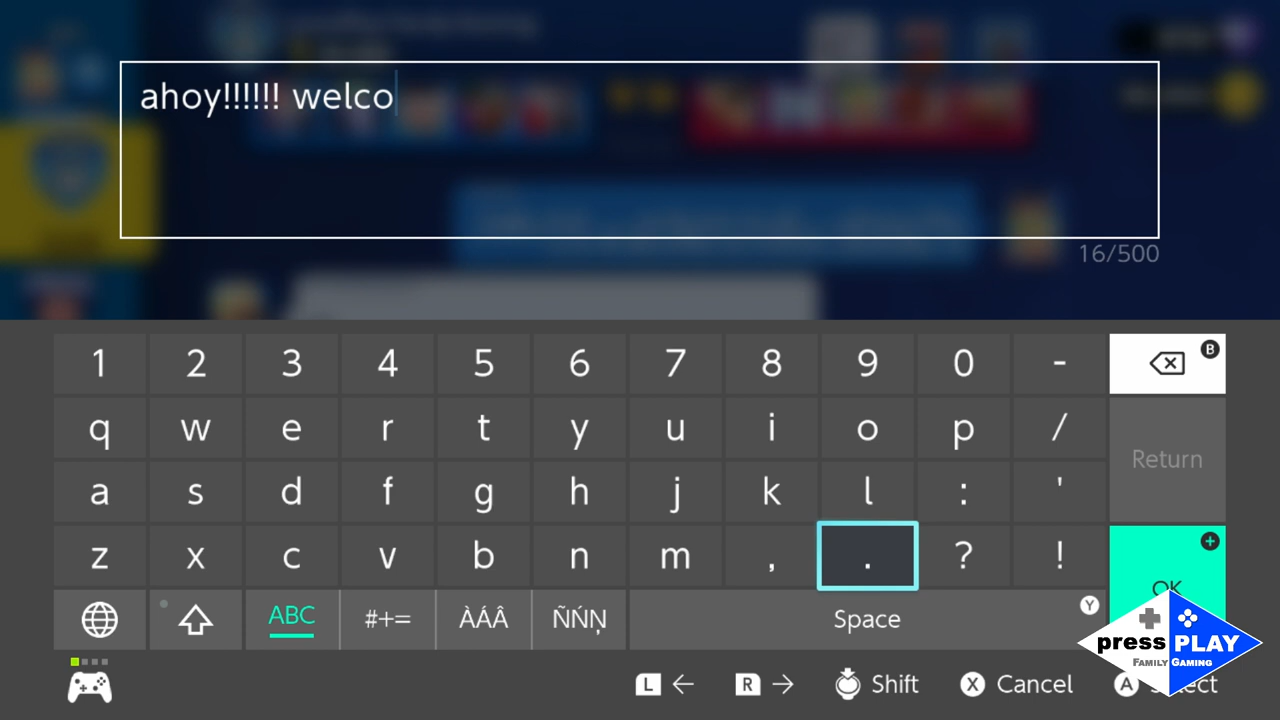 ahoy!!!!!! welco
16/500
1 2 3 4 5 6 7 8 9 0 -
B
q w e r t y u i o p /
Return
a s d f g h j k l : '
z x c v b n m , . ? !
+
OK
ABC #+= ÀÁÂ ÑŃŅ Space Y
press PLAY
FAMILY GAMING
L ← R → Shift X Cancel A Select